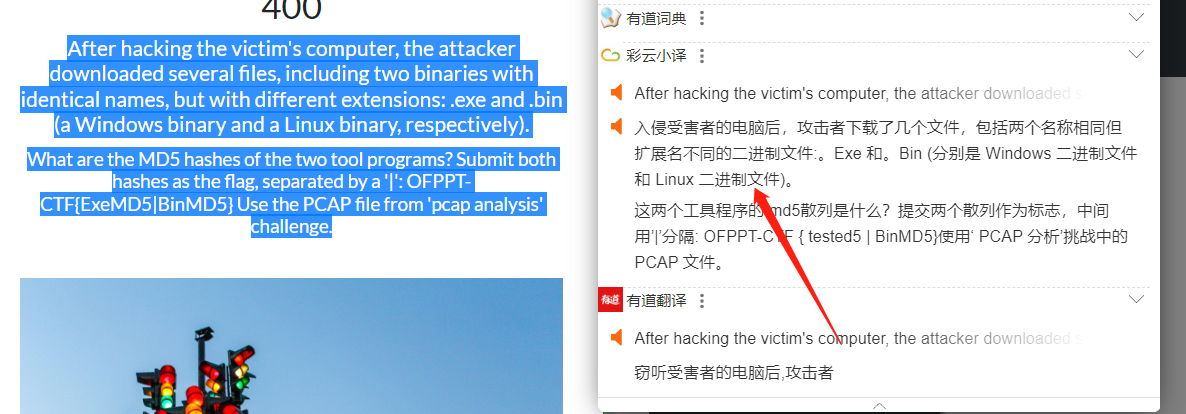 400
After hacking the victim's computer, the attacker
downloaded several files, including two binaries with
identical names, but with different extensions: .exe and .bin
(a Windows binary and a Linux binary, respectively).
What are the MD5 hashes of the two tool programs? Submit both
hashes as the flag, separated by a '|': OFPPT-
CTF{ExeMD5|BinMD5} Use the PCAP file from 'pcap analysis'
challenge.
有道词典
彩云小译
After hacking the victim's computer, the attacker downloaded s
入侵受害者的电脑后，攻击者下载了几个文件，包括两个名称相同但
扩展名不同的二进制文件:。Exe 和。Bin (分别是 Windows 二进制文件
和 Linux 二进制文件)。
这两个工具程序的 md5散列是什么？提交两个散列作为标志，中间
用'|'分隔: OFPPT-CTF { tested5 | BinMD5}使用‘ PCAP 分析’挑战中的
PCAP 文件。
有道
有道翻译
After hacking the victim's computer, the attacker downloaded s
窃听受害者的电脑后,攻击者